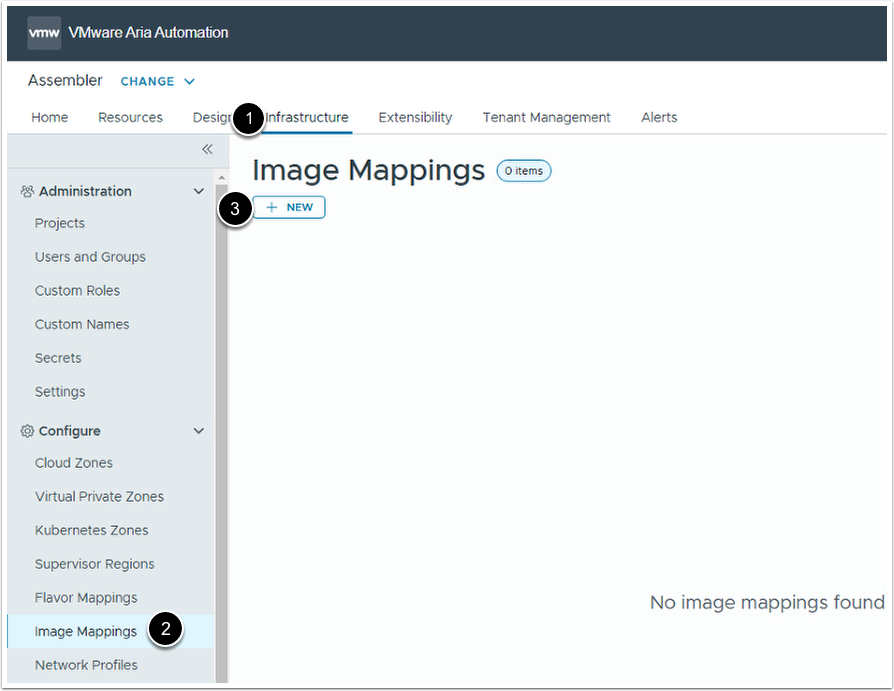 vmw VMware Aria Automation
Assembler CHANGE
Home Resources Design 1 Infrastructure Extensibility Tenant Management Alerts
Image Mappings 0 items
Administration
3 + NEW
Projects
Users and Groups
Custom Roles
Custom Names
Secrets
Settings
Configure
Cloud Zones
Virtual Private Zones
Kubernetes Zones
Supervisor Regions
Flavor Mappings
No image mappings found
Image Mappings 2
Network Profiles